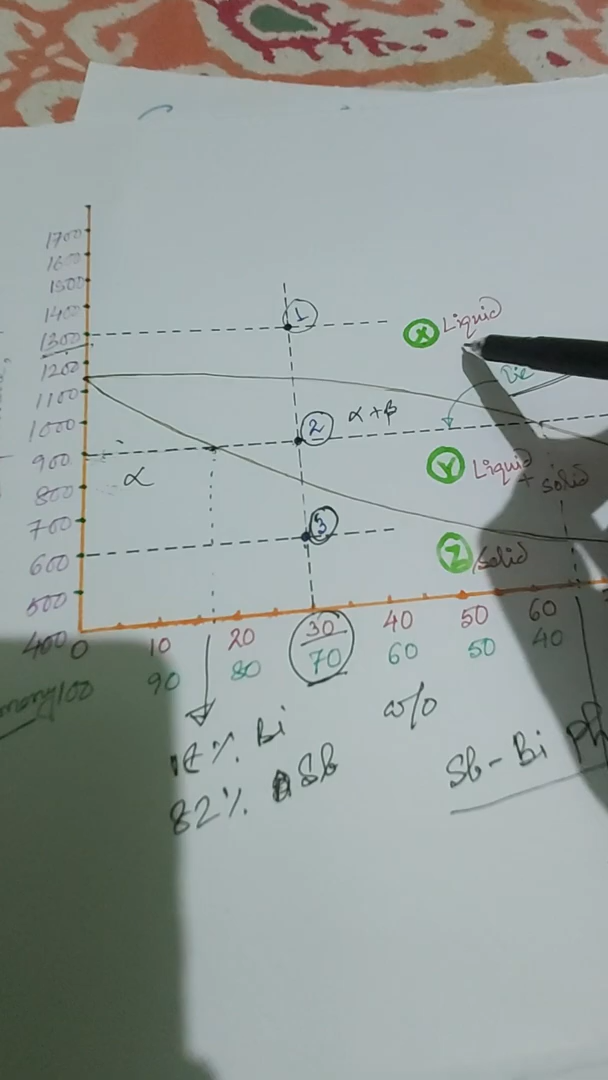 1700
1600
1500
1400
1300
1200
1100
1000
900
800
700
600
500
400
1
X Liquid
2
α + β
Y Liquid
+ solid
α
3
Z Solid
0 10 20 30 40 50 60
100 90 80 70 60 50 40
% Bi
82% Sb
w/o
Sb - Bi Ph